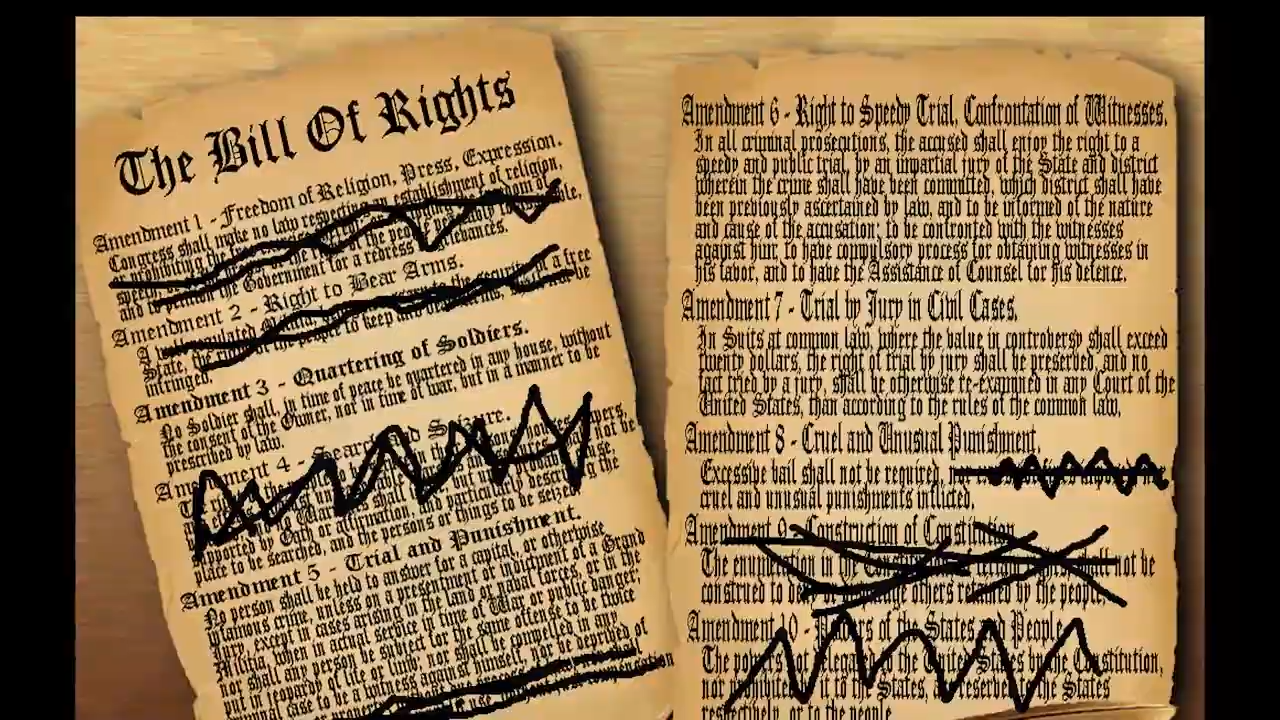 The Bill Of Rights
Amendment 1 - Freedom of Religion, Press, Expression.
Congress shall make no law respecting an establishment of religion,
and to petition the Government for a redress of grievances.
Amendment 2 - Right to Bear Arms.
State, the right of the people to keep and
infringed.
Amendment 3 - Quartering of Soldiers.
No Soldier shall, in time of peace be quartered in any house, without
the consent of the Owner, nor in time of war, but in a manner to be
prescribed by law.
Amendment 4 - Search and Seizure.
supported by Oath or affirmation, and particularly describing the
place to be searched, and the persons or things to be seized.
Amendment 5 - Trial and Punishment.
No person shall be held to answer for a capital, or otherwise
infamous crime, unless on a presentment or indictment of a Grand
Jury, except in cases arising in the land or naval forces, or in the
Militia, when in actual service in time of War or public danger;
nor shall any person be subject for the same offense to be twice
put in jeopardy of life or limb; nor shall be compelled in any
criminal case to be a witness against himself, nor be deprived of
Amendment 6 - Right to Speedy Trial, Confrontation of Witnesses.
In all criminal prosecutions, the accused shall enjoy the right to a
speedy and public trial, by an impartial jury of the State and district
wherein the crime shall have been committed, which district shall have
been previously ascertained by law, and to be informed of the nature
and cause of the accusation; to be confronted with the witnesses
against him; to have compulsory process for obtaining witnesses in
his favor, and to have the Assistance of Counsel for his defence.
Amendment 7 - Trial by Jury in Civil Cases.
In Suits at common law, where the value in controversy shall exceed
twenty dollars, the right of trial by jury shall be preserved, and no
fact tried by a jury, shall be otherwise re-examined in any Court of the
United States, than according to the rules of the common law.
Amendment 8 - Cruel and Unusual Punishment.
Excessive bail shall not be required, nor
cruel and unusual punishments inflicted.
Amendment 9 - Construction of Constitution.
The enumeration in the Constitution, shall not be
construed to deny others retained by the people.
Amendment 10 - Powers of the States and People.
The powers not delegated to the United States by the Constitution,
nor prohibited it to the States, are reserved to the States
respectively, or to the people.